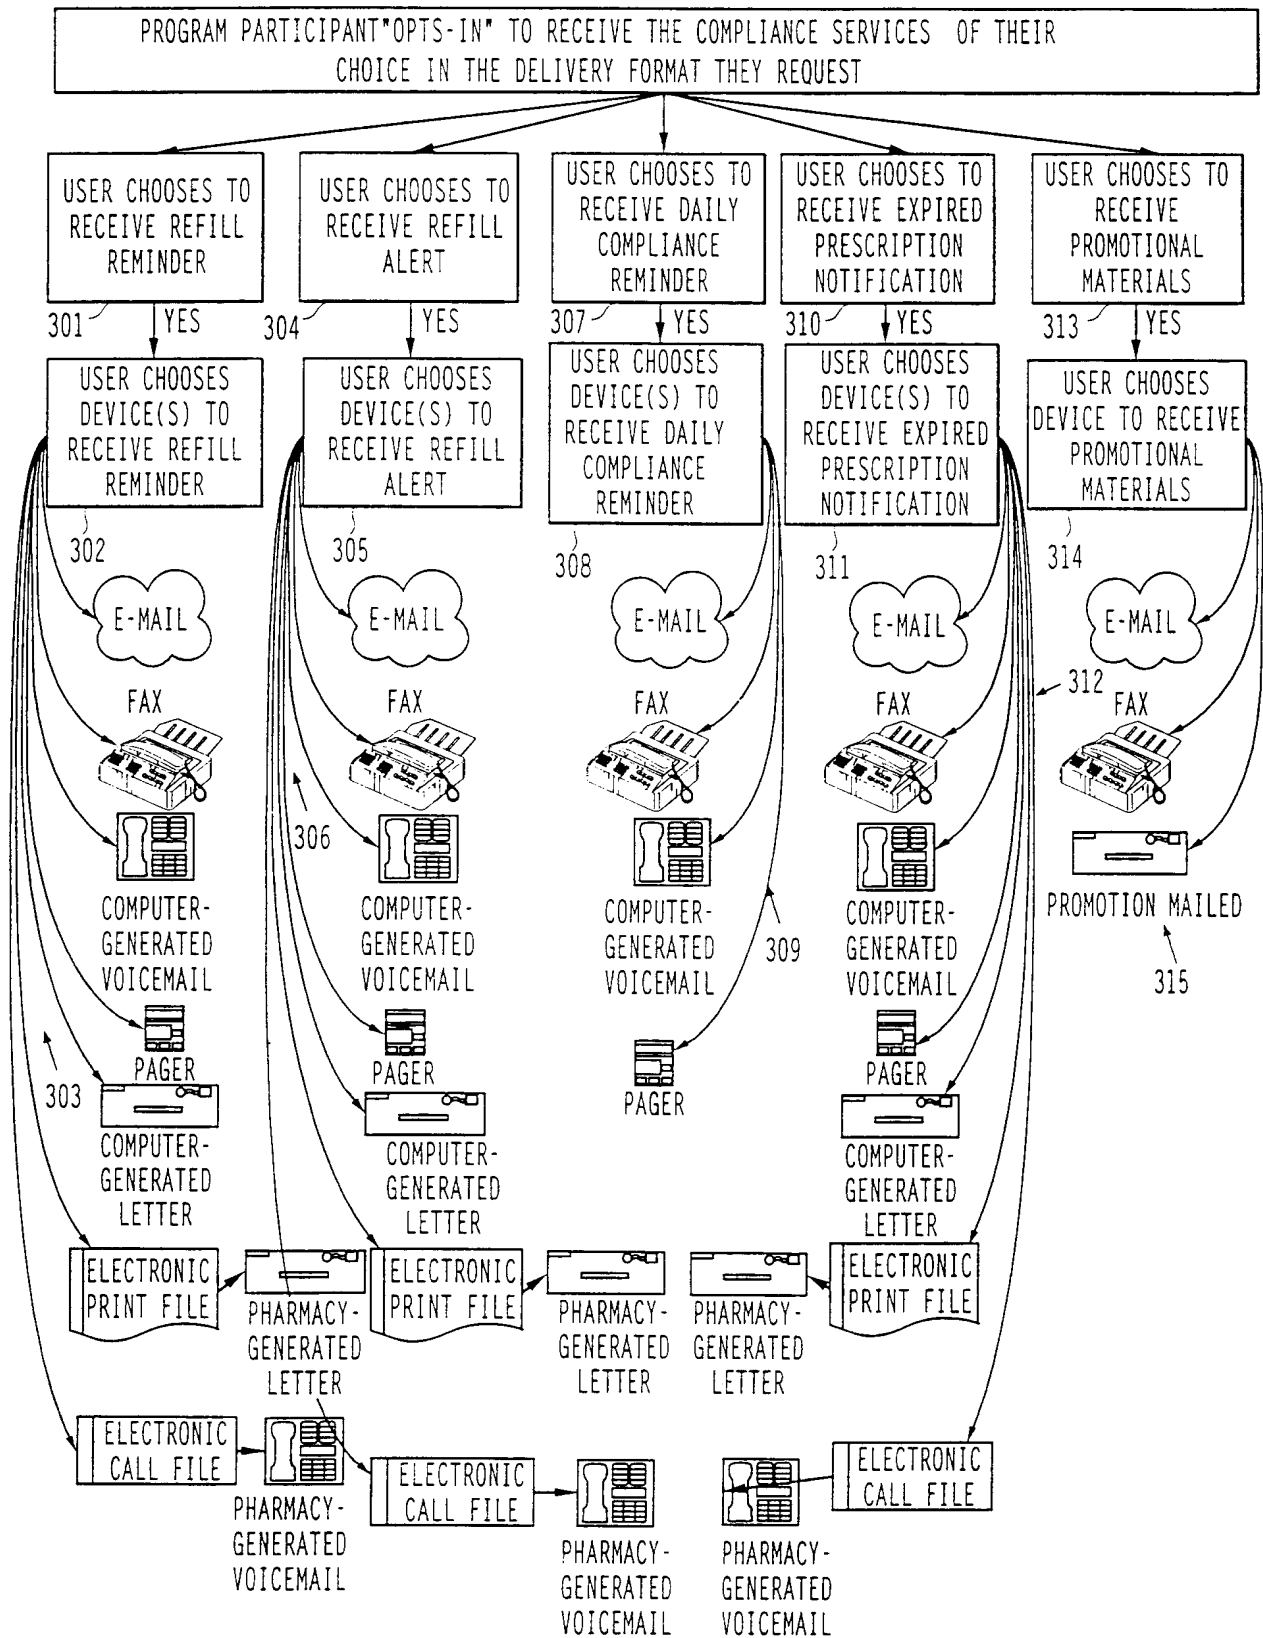 PROGRAM PARTICIPANT"OPTS-IN" TO RECEIVE THE COMPLIANCE SERVICES OF THEIR
CHOICE IN THE DELIVERY FORMAT THEY REQUEST
USER CHOOSES TO
RECEIVE REFILL
REMINDER
301
YES
USER CHOOSES TO
RECEIVE REFILL
ALERT
304
YES
USER CHOOSES TO
RECEIVE DAILY
COMPLIANCE
REMINDER
307
YES
USER CHOOSES TO
RECEIVE EXPIRED
PRESCRIPTION
NOTIFICATION
310
YES
USER CHOOSES TO
RECEIVE
PROMOTIONAL
MATERIALS
313
YES
USER CHOOSES
DEVICE(S) TO
RECEIVE REFILL
REMINDER
302
USER CHOOSES
DEVICE(S) TO
RECEIVE REFILL
ALERT
305
USER CHOOSES
DEVICE(S) TO
RECEIVE DAILY
COMPLIANCE
REMINDER
308
USER CHOOSES
DEVICE(S) TO
RECEIVE EXPIRED
PRESCRIPTION
NOTIFICATION
311
USER CHOOSES
DEVICE TO RECEIVE
PROMOTIONAL
MATERIALS
314
E-MAIL
E-MAIL
E-MAIL
E-MAIL
E-MAIL
312
FAX
FAX
FAX
FAX
FAX
306
COMPUTER-
GENERATED
VOICEMAIL
COMPUTER-
GENERATED
VOICEMAIL
COMPUTER-
GENERATED
VOICEMAIL
309
COMPUTER-
GENERATED
VOICEMAIL
PROMOTION MAILED
315
303
PAGER
PAGER
PAGER
PAGER
COMPUTER-
GENERATED
LETTER
COMPUTER-
GENERATED
LETTER
COMPUTER-
GENERATED
LETTER
ELECTRONIC
PRINT FILE
PHARMACY-
GENERATED
LETTER
ELECTRONIC
PRINT FILE
PHARMACY-
GENERATED
LETTER
PHARMACY-
GENERATED
LETTER
ELECTRONIC
PRINT FILE
ELECTRONIC
CALL FILE
PHARMACY-
GENERATED
VOICEMAIL
ELECTRONIC
CALL FILE
PHARMACY-
GENERATED
VOICEMAIL
PHARMACY-
GENERATED
VOICEMAIL
ELECTRONIC
CALL FILE